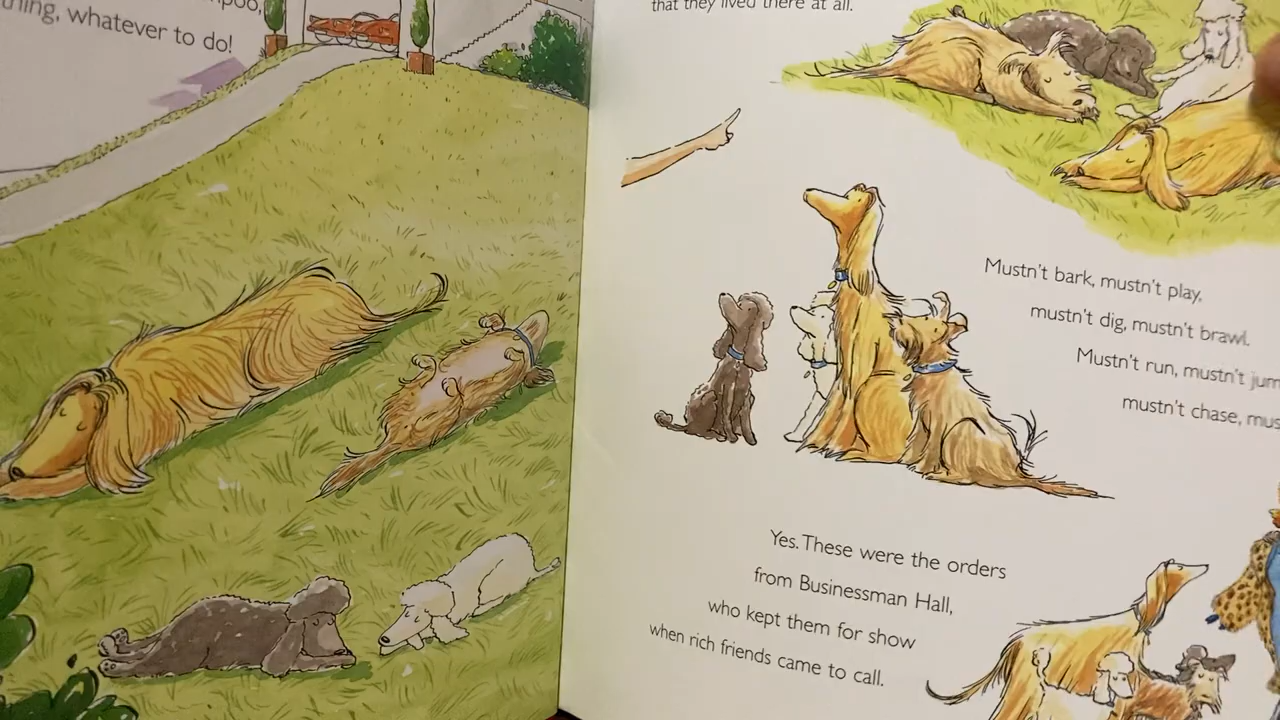 thing, whatever to do!
that they lived there at all.
Mustn't bark, mustn't play,
mustn't dig, mustn't brawl.
Mustn't run, mustn't
mustn't chase,
Yes. These were the orders
from Businessman Hall,
who kept them for show
when rich friends came to call.